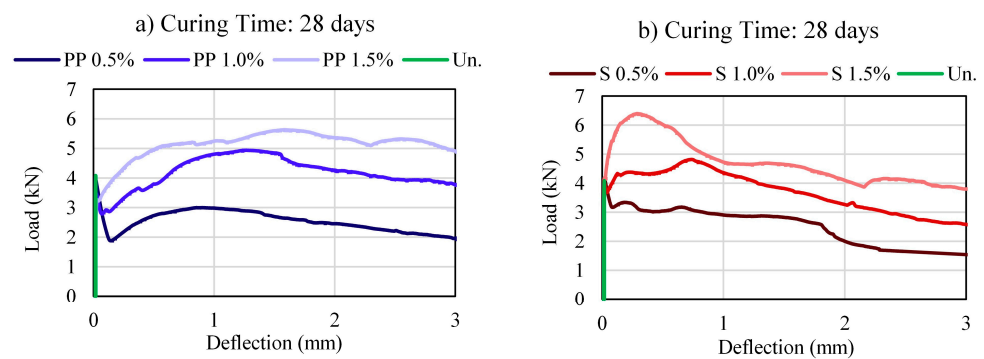 a) Curing Time: 28 days
PP 0.5% PP 1.0% PP 1.5% Un.
7
6
5
4
3
2
1
0
Load (kN)
0 1 2 3
Deflection (mm)
b) Curing Time: 28 days
S 0.5% S 1.0% S 1.5% Un.
7
6
5
4
3
2
1
0
Load (kN)
0 1 2 3
Deflection (mm)